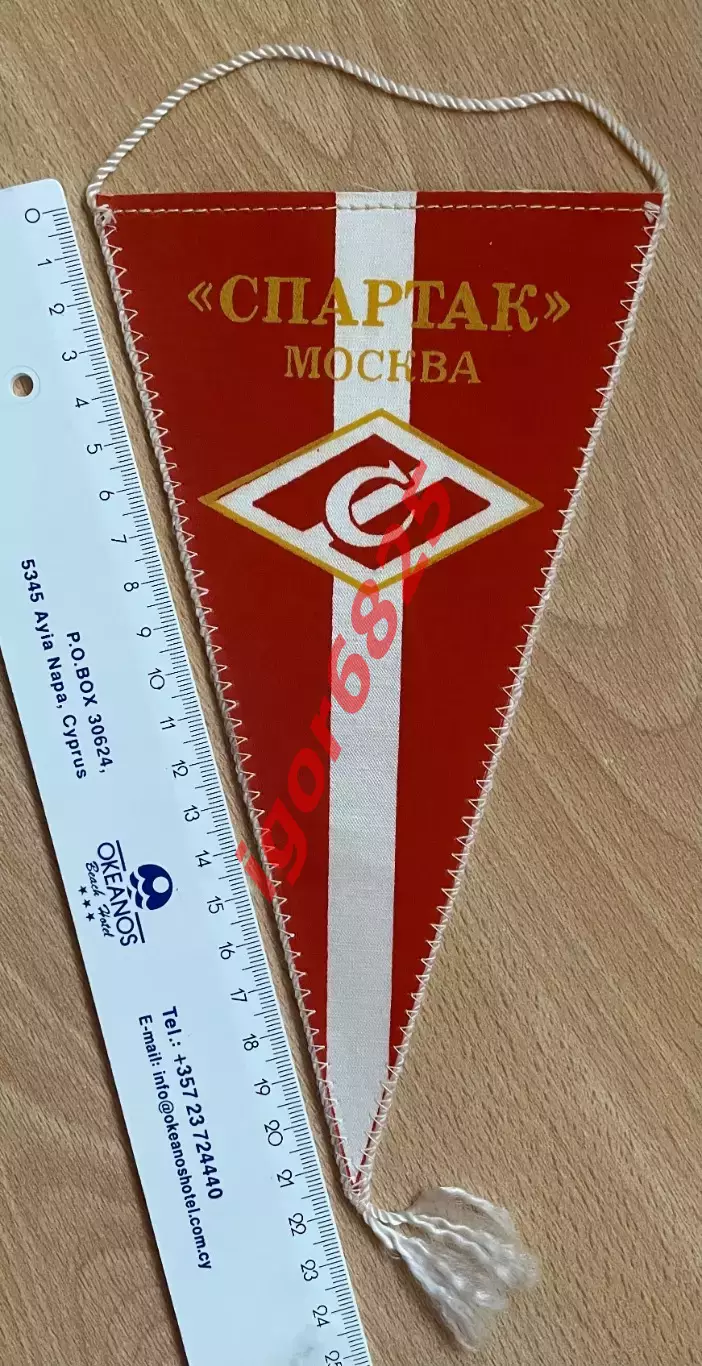 «СПАРТАК»
МОСКВА
С
igor6825
0 1 2 3 4 5 6 7 8 9 10 11 12 13 14 15 16 17 18 19 20 21 22 23 24 25
P.O.BOX 30624,
5345 Ayia Napa, Cyprus
OKEANOS
Beach Hotel
Tel.: +357 23 724440
E-mail: info@okeanoshotel.com.cy